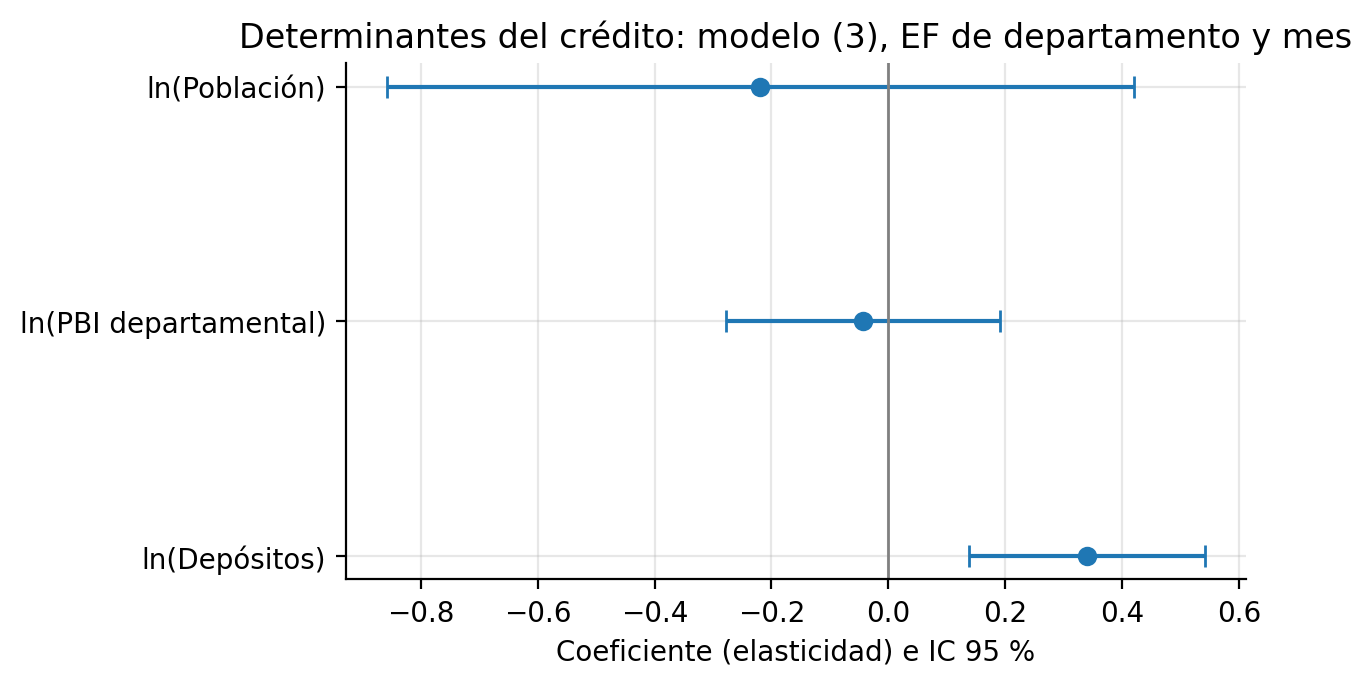 Determinantes del crédito: modelo (3), EF de departamento y mes
ln(Población)
ln(PBI departamental)
ln(Depósitos)
−0.8 −0.6 −0.4 −0.2 0.0 0.2 0.4 0.6
Coeficiente (elasticidad) e IC 95 %